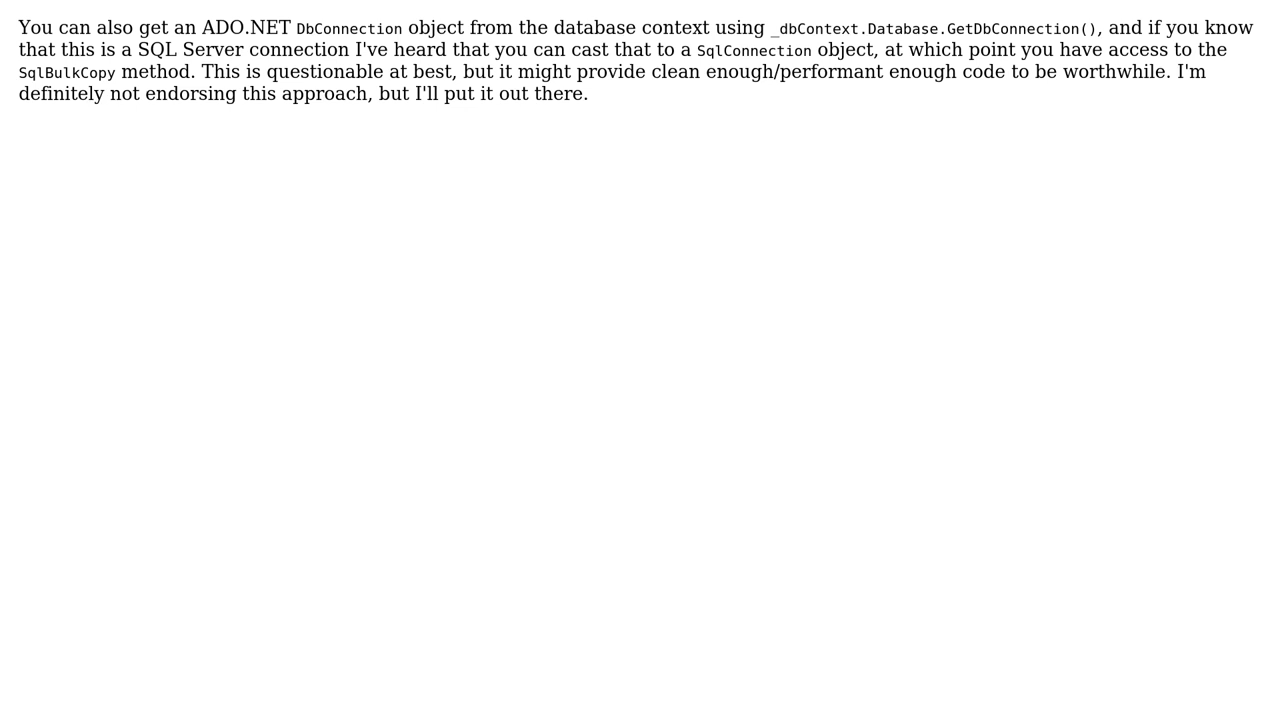 You can also get an ADO.NET DbConnection object from the database context using _dbContext.Database.GetDbConnection(), and if you know
that this is a SQL Server connection I've heard that you can cast that to a SqlConnection object, at which point you have access to the
SqlBulkCopy method. This is questionable at best, but it might provide clean enough/performant enough code to be worthwhile. I'm
definitely not endorsing this approach, but I'll put it out there.